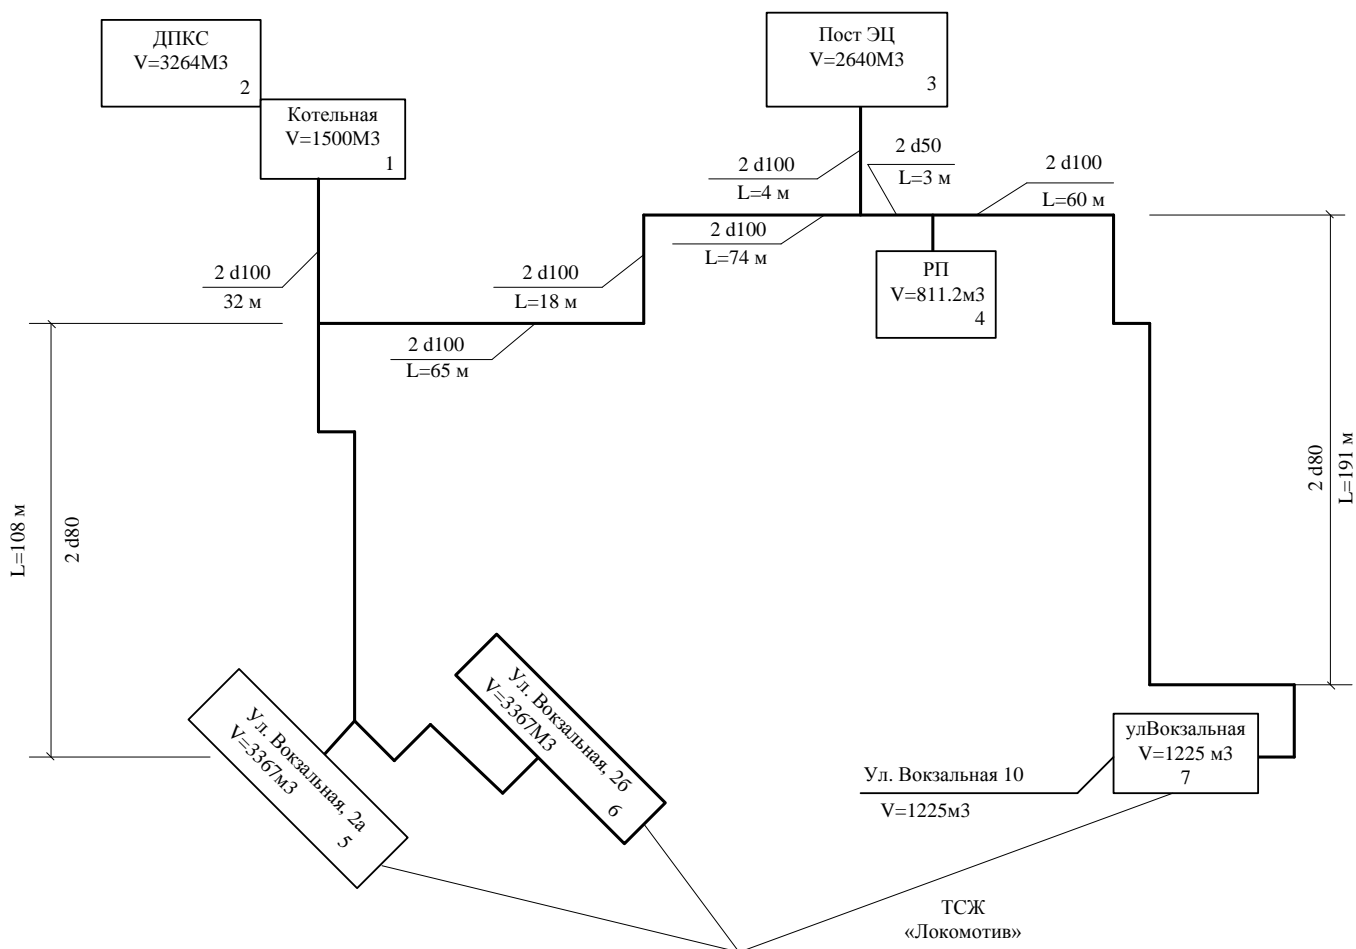 ДПКС
V=3264М3
2
Котельная
V=1500М3
1
Пост ЭЦ
V=2640М3
3
2 d100
L=4 м
2 d50
L=3 м
2 d100
L=60 м
2 d100
L=74 м
2 d100
32 м
2 d100
L=18 м
РП
V=811.2м3
4
2 d100
L=65 м
L=108 м
2 d80
2 d80
L=191 м
Ул. Вокзальная, 2а
V=3367м3
5
Ул. Вокзальная, 2б
V=3367М3
6
улВокзальная
V=1225 м3
7
Ул. Вокзальная 10
V=1225м3
ТСЖ
«Локомотив»